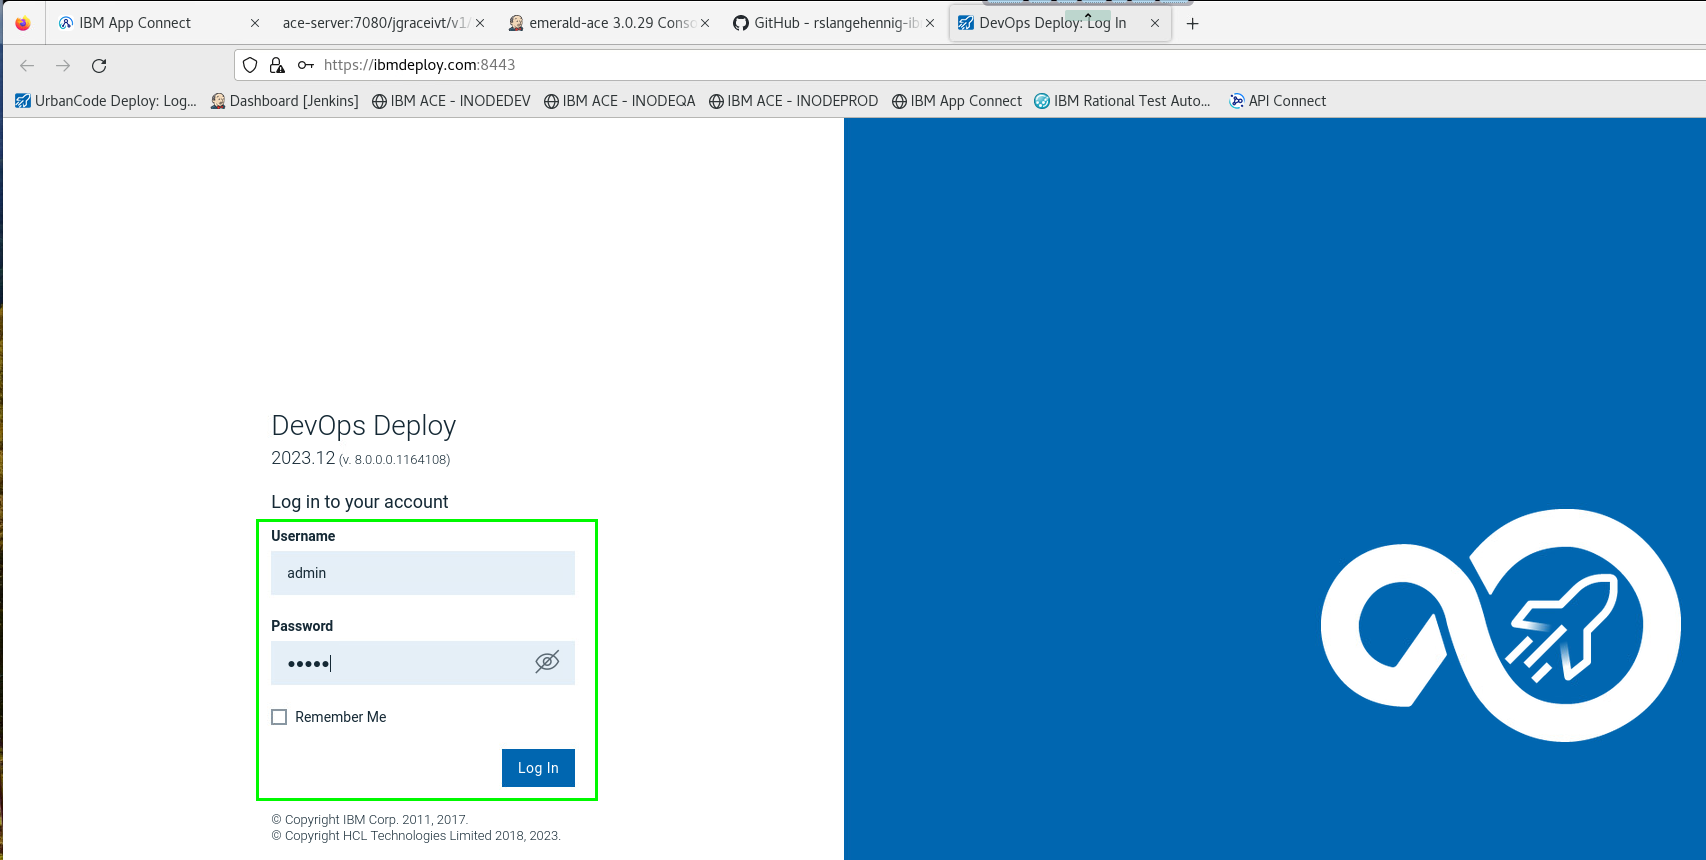 IBM App Connect
ace-server:7080/jgraceivt/v1/
emerald-ace 3.0.29 Conso
GitHub - rslangehennig-ib
DevOps Deploy: Log In
https://ibmdeploy.com:8443
UrbanCode Deploy: Log...
Dashboard [Jenkins]
IBM ACE - INODEDEV
IBM ACE - INODEQA
IBM ACE - INODEPROD
IBM App Connect
IBM Rational Test Auto...
API Connect
DevOps Deploy
2023.12 (v. 8.0.0.0.1164108)
Log in to your account
Username
admin
Password
●●●●●
Remember Me
Log In
© Copyright IBM Corp. 2011, 2017.
© Copyright HCL Technologies Limited 2018, 2023.